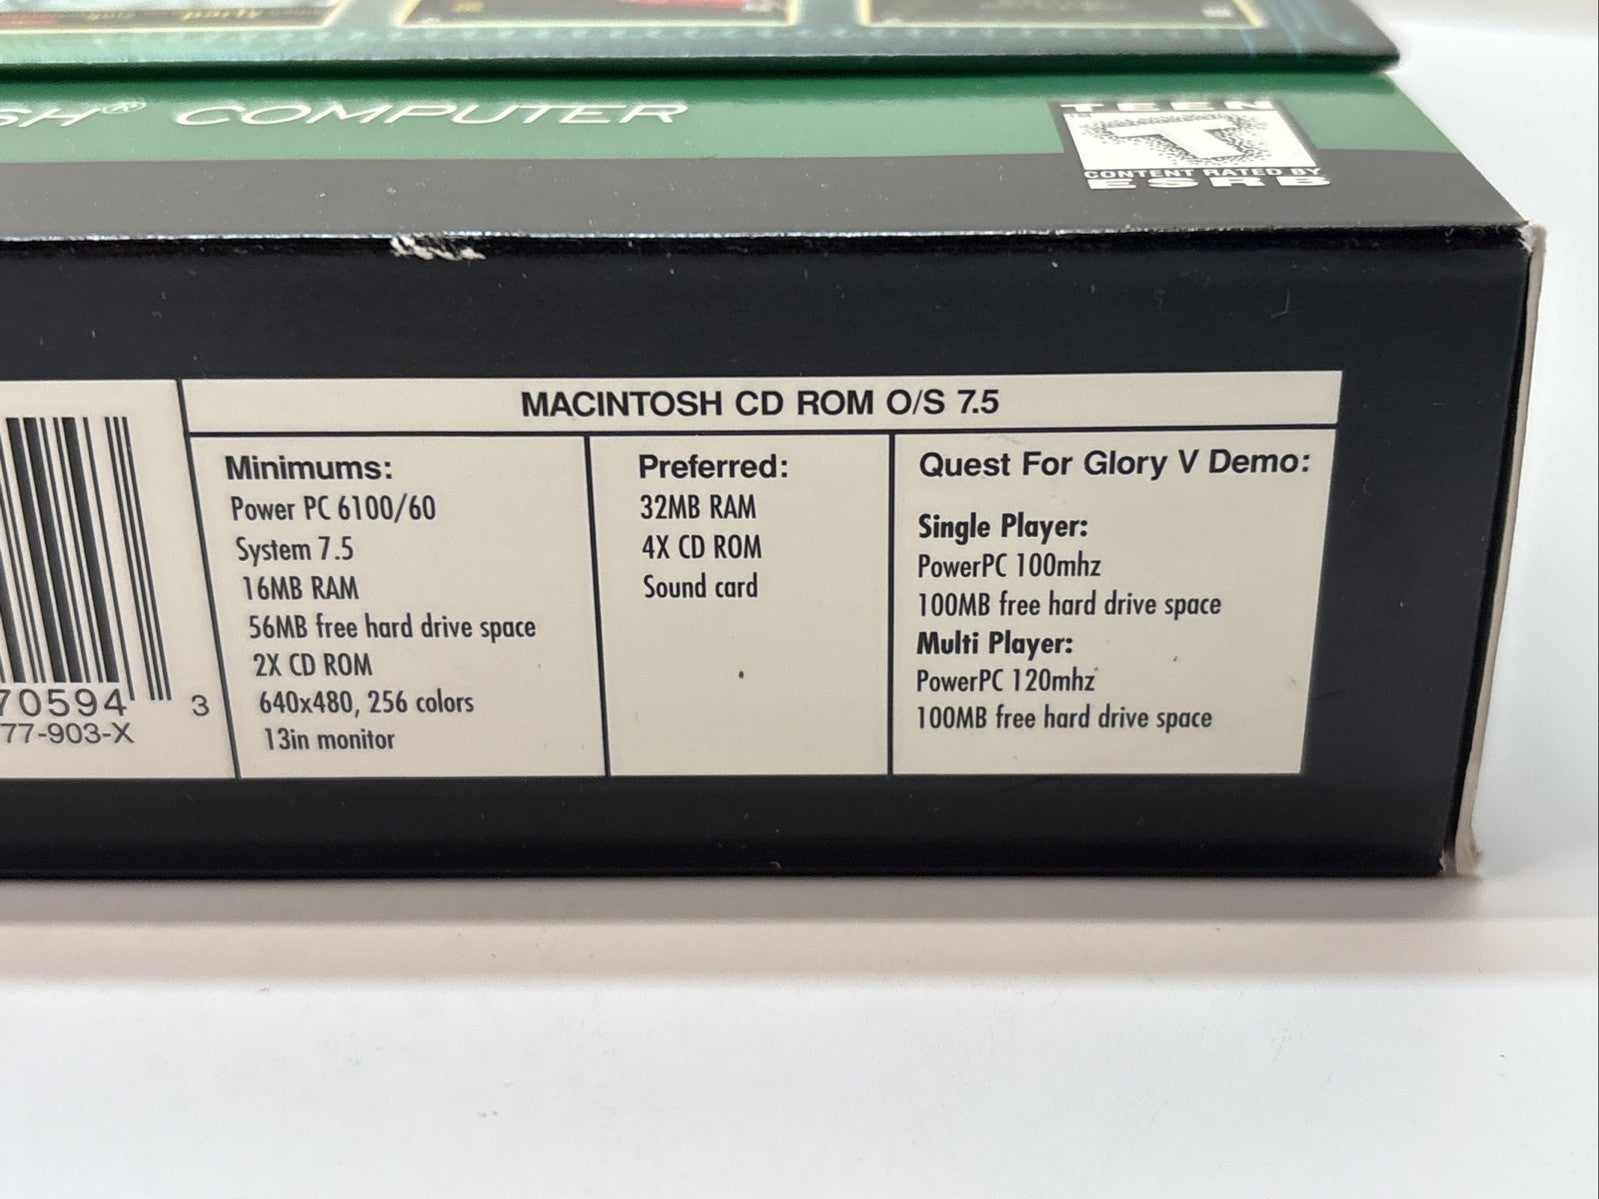 COMPUTER
TEEN
TM
T
CONTENT RATED BY
ESRB
MACINTOSH CD ROM O/S 7.5
Minimums:
Power PC 6100/60
System 7.5
16MB RAM
56MB free hard drive space
2X CD ROM
640x480, 256 colors
13in monitor
Preferred:
32MB RAM
4X CD ROM
Sound card
Quest For Glory V Demo:
Single Player:
PowerPC 100mhz
100MB free hard drive space
Multi Player:
PowerPC 120mhz
100MB free hard drive space
70594 3
77-903-X